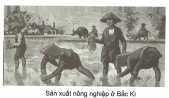 Sản xuất nông nghiệp ở Bắc Kì